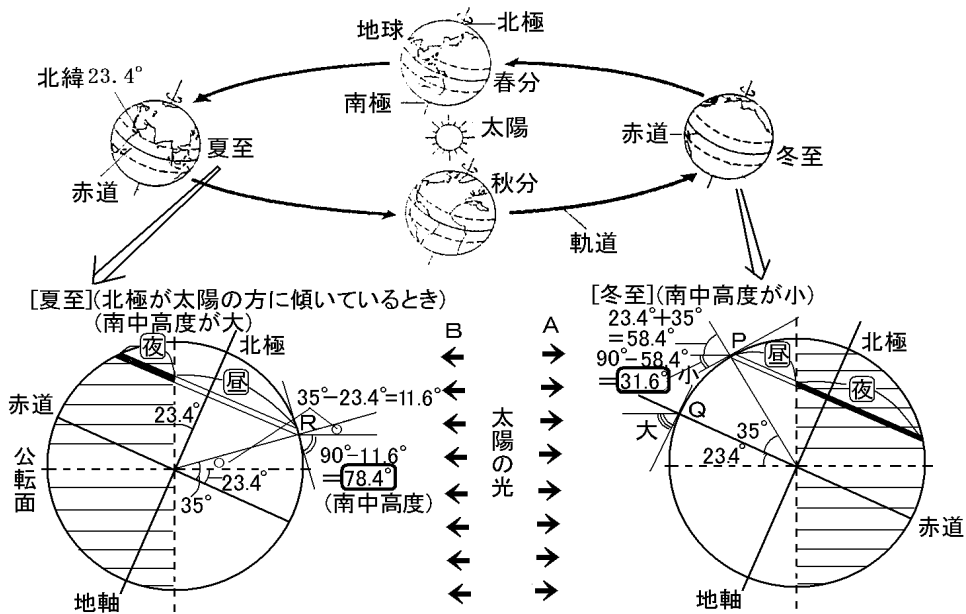 地球
北極
北緯23.4°
春分
南極
太陽
赤道
夏至
赤道
冬至
秋分
軌道
[夏至](北極が太陽の方に傾いているとき)
(南中高度が大)
夜
昼
北極
赤道
23.4°
35°-23.4°=11.6°
R
公転面
23.4°
35°
90°-11.6°
=78.4°
(南中高度)
地軸
B
A
太陽の光
[冬至](南中高度が小)
23.4°+35°
=58.4°
90°-58.4°
=31.6°
小
P
昼
北極
夜
大
Q
35°
23.4°
赤道
地軸